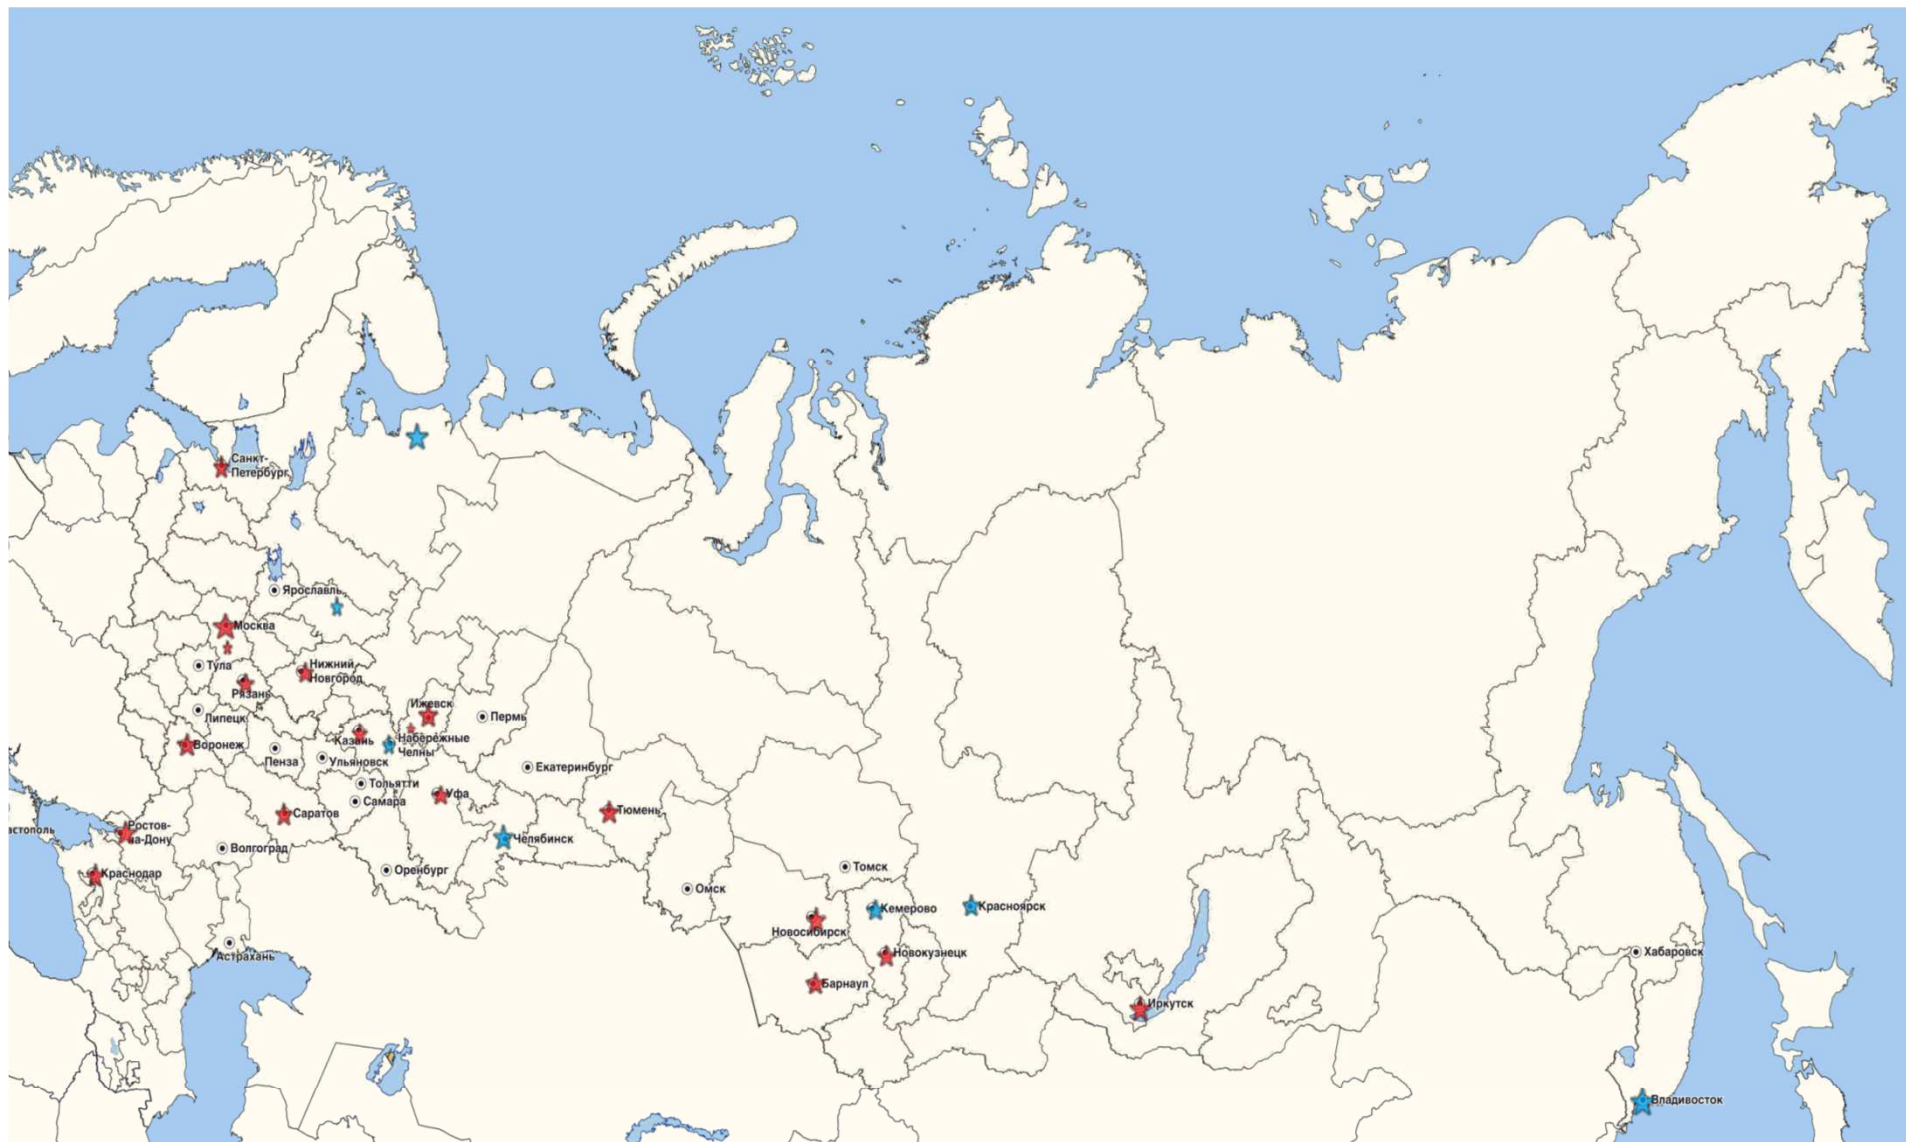 Санкт-
Петербург
Ярославль
Москва
Тула
Нижний
Новгород
Рязань
Липецк
Ижевск
Пермь
Воронеж
Казань
Набережные
Челны
Пенза
Ульяновск
Екатеринбург
Тольятти
Самара
Уфа
Саратов
Тюмень
Ростов-
на-Дону
астополь
Челябинск
Волгоград
Краснодар
Оренбург
Томск
Омск
Кемерово
Красноярск
Новосибирск
Астрахань
Новокузнецк
Хабаровск
Барнаул
Иркутск
Владивосток